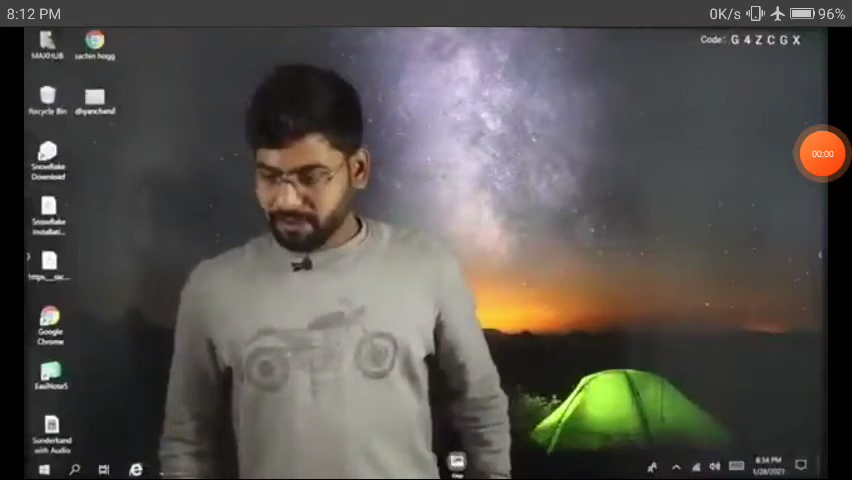 8:12 PM
0K/s
96%
Code: G 4 Z C G X
MAXHUB
sachin hogg
Recycle Bin
dhyanchand
00:00
Snowflake
Download
Snowflake
Installati...
https__sac...
Google
Chrome
EasiNote5
Sunderkand
with Audio
8:34 PM
1/28/2021